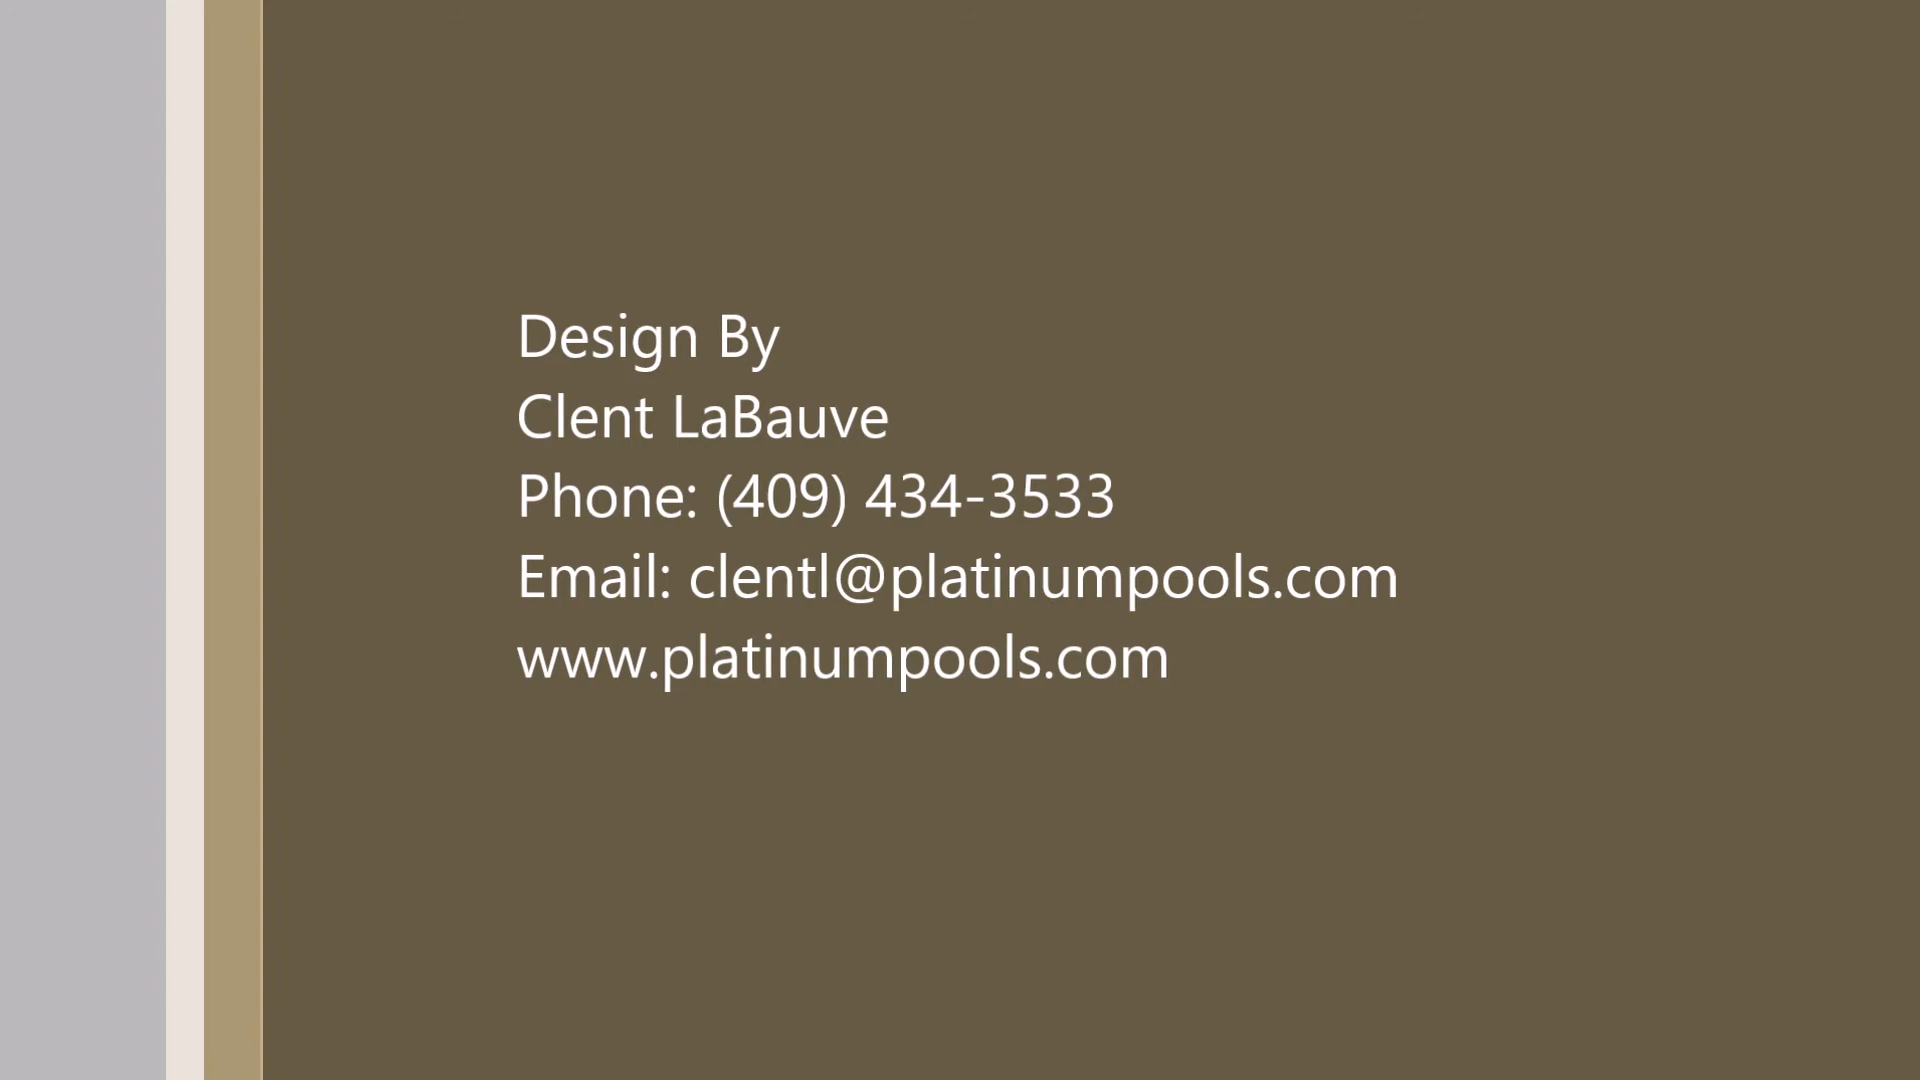 Design By
Clent LaBauve
Phone: (409) 434-3533
Email: clentl@platinumpools.com
www.platinumpools.com